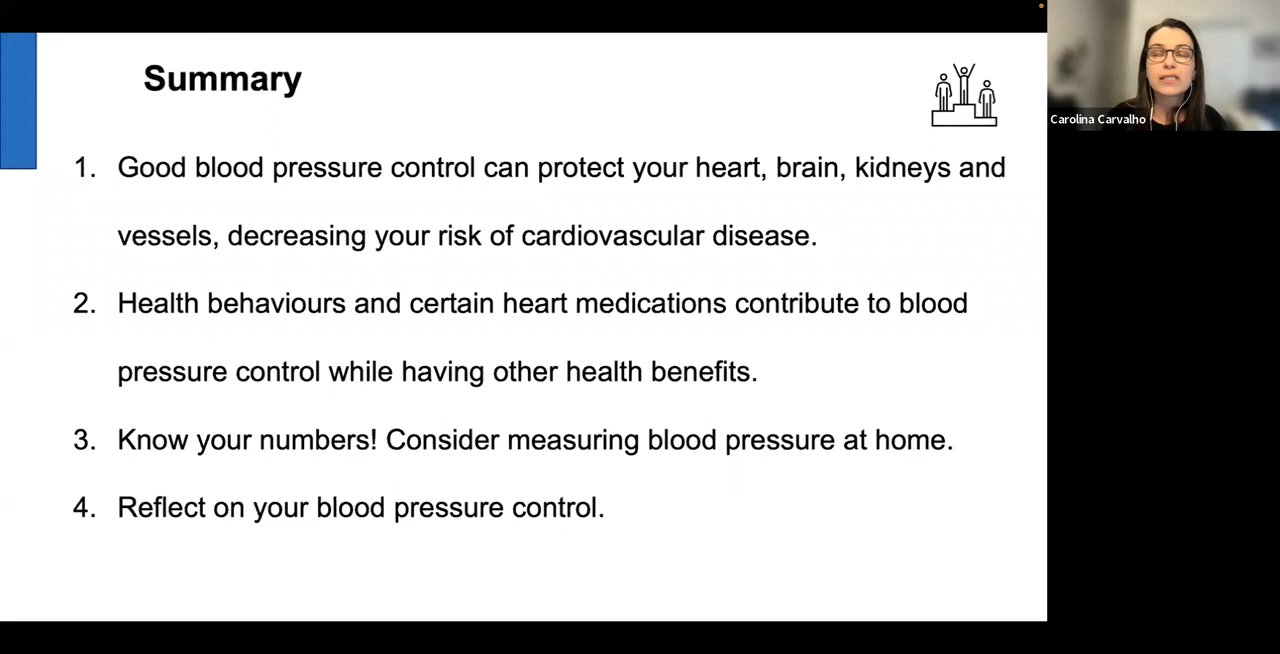 Summary
1. Good blood pressure control can protect your heart, brain, kidneys and
vessels, decreasing your risk of cardiovascular disease.
2. Health behaviours and certain heart medications contribute to blood
pressure control while having other health benefits.
3. Know your numbers! Consider measuring blood pressure at home.
4. Reflect on your blood pressure control.
Carolina Carvalho